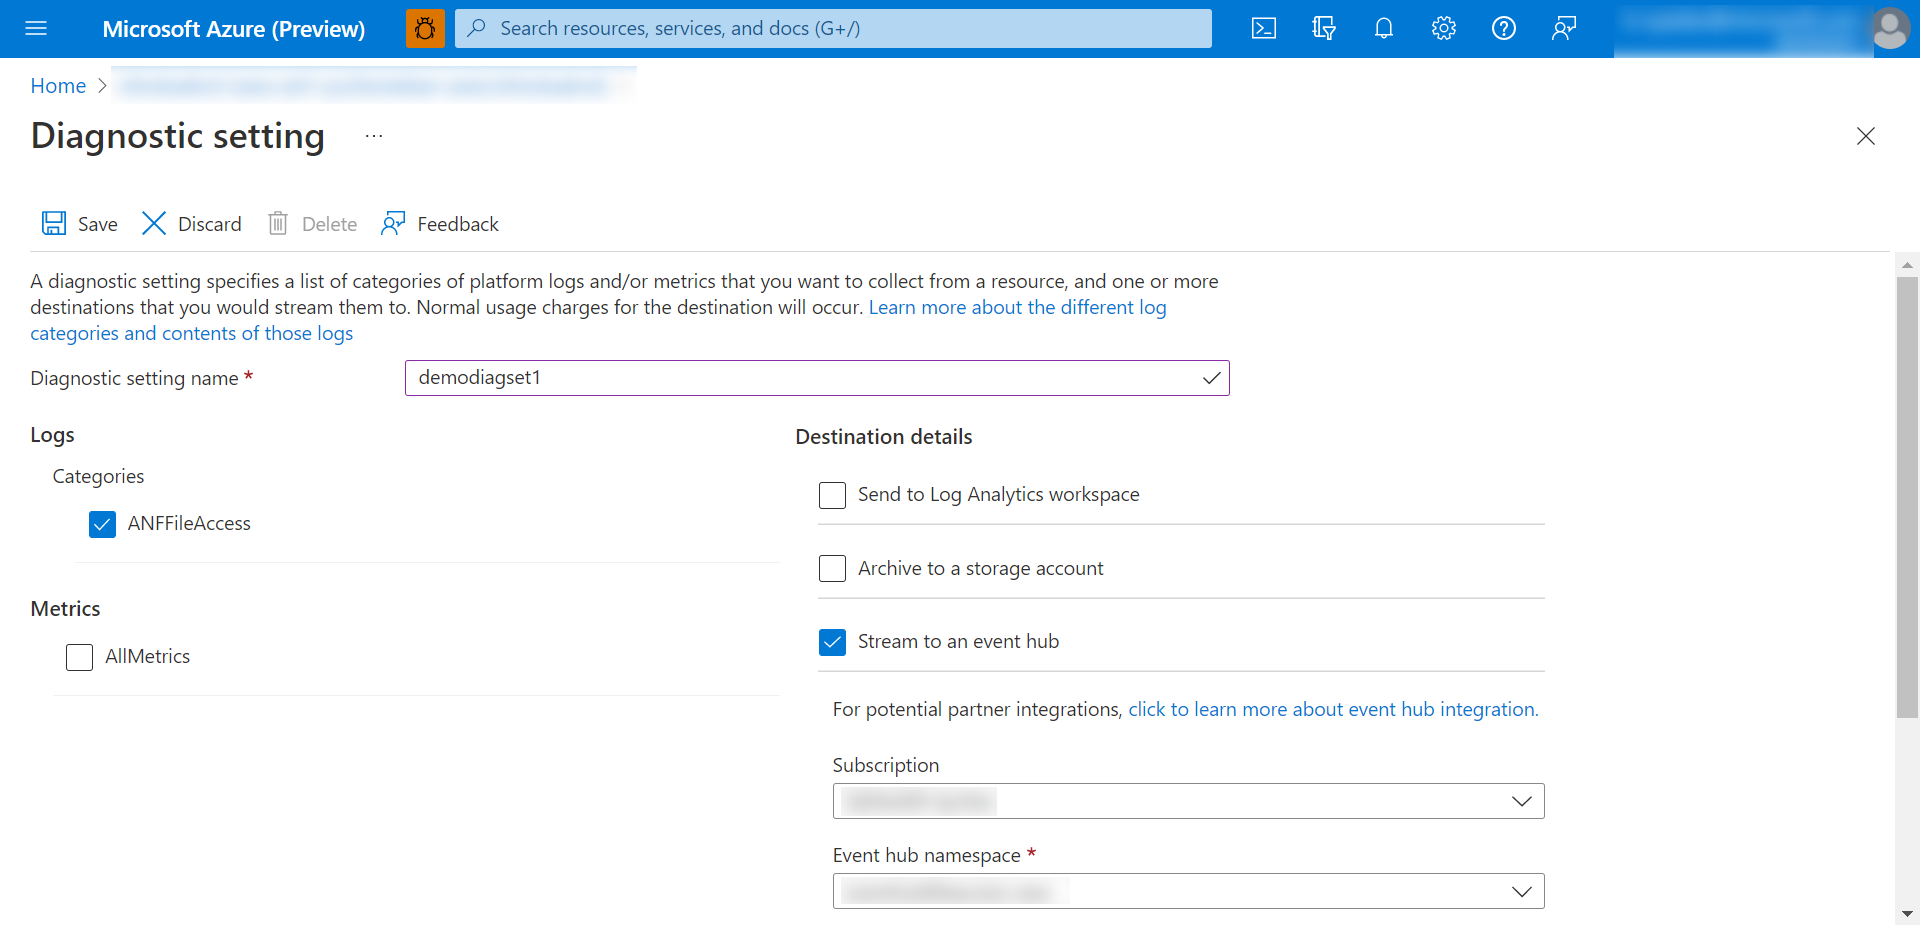 Microsoft Azure (Preview)
Search resources, services, and docs (G+/)
Home
Diagnostic setting ...
Save Discard Delete Feedback
A diagnostic setting specifies a list of categories of platform logs and/or metrics that you want to collect from a resource, and one or more
destinations that you would stream them to. Normal usage charges for the destination will occur. Learn more about the different log
categories and contents of those logs
Diagnostic setting name *
demodiagset1
Logs
Categories
ANFFileAccess
Metrics
AllMetrics
Destination details
Send to Log Analytics workspace
Archive to a storage account
Stream to an event hub
For potential partner integrations, click to learn more about event hub integration.
Subscription
Event hub namespace *